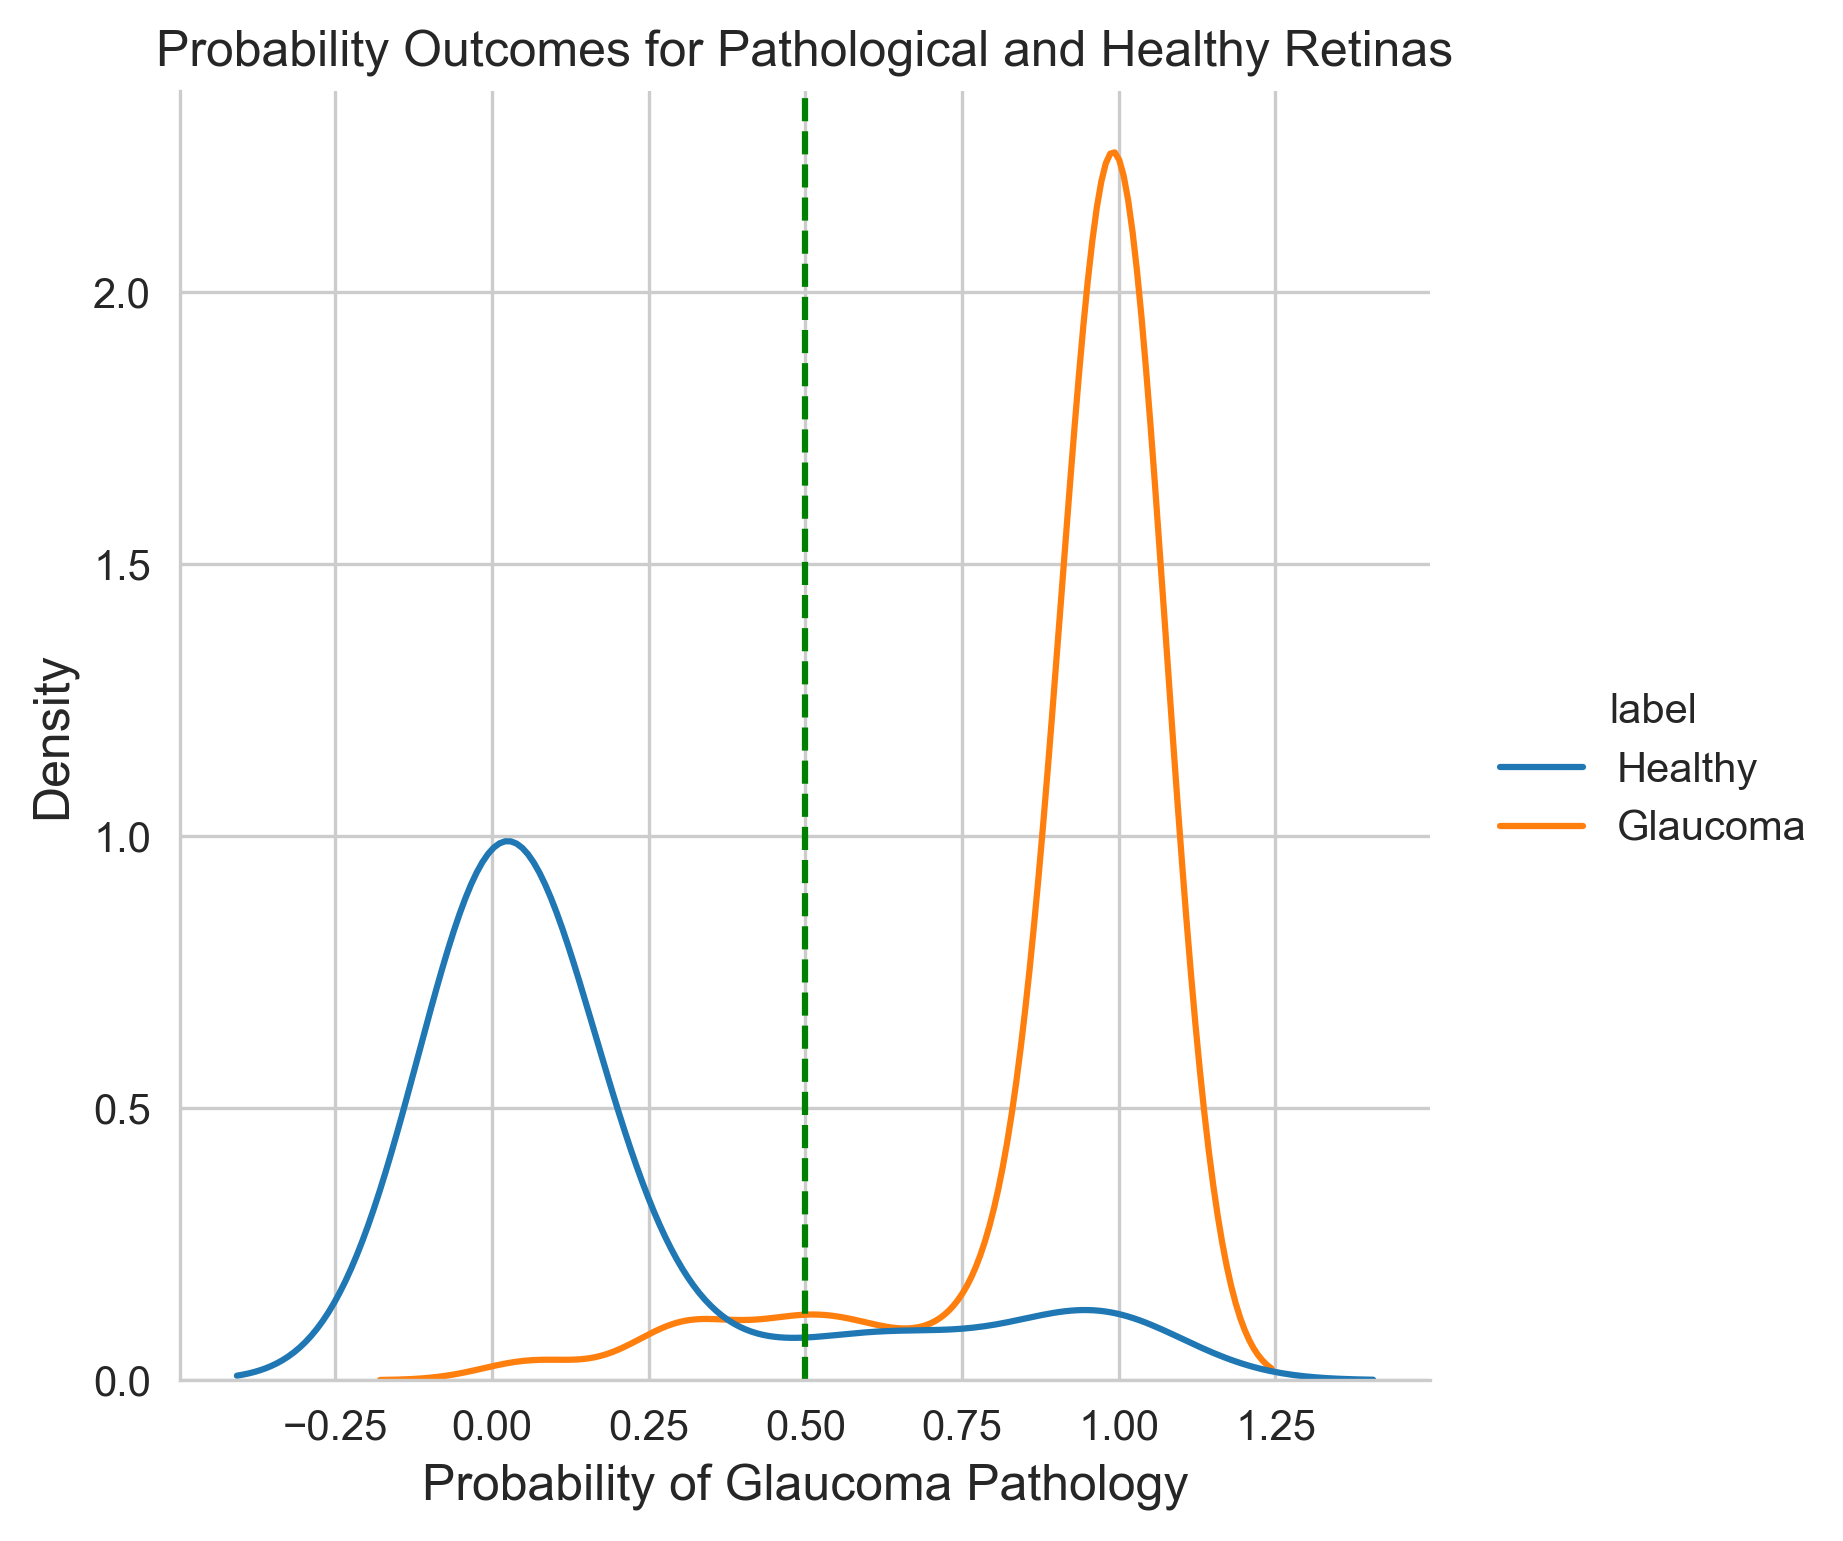 Probability Outcomes for Pathological and Healthy Retinas
2.0
1.5
1.0
0.5
0.0
Density
−0.25 0.00 0.25 0.50 0.75 1.00 1.25
Probability of Glaucoma Pathology
label
Healthy
Glaucoma